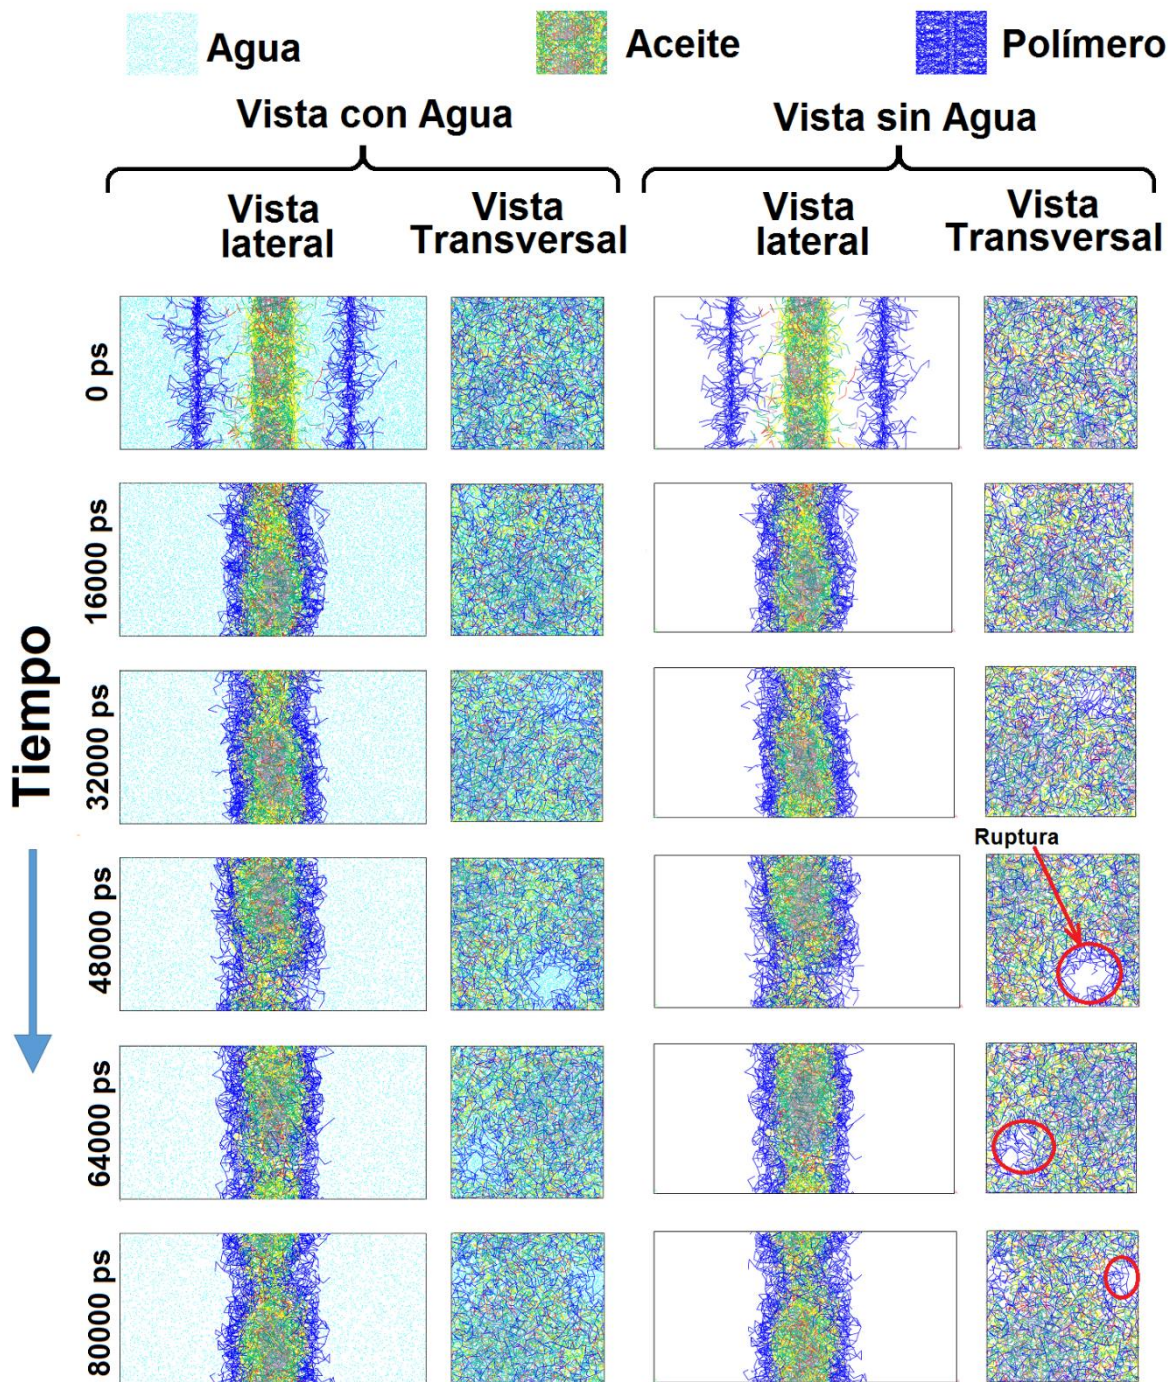 Agua
Aceite
Polímero
Vista con Agua
Vista sin Agua
Vista
lateral
Vista
Transversal
Vista
lateral
Vista
Transversal
Tiempo
0 ps
16000 ps
32000 ps
Ruptura
48000 ps
64000 ps
80000 ps